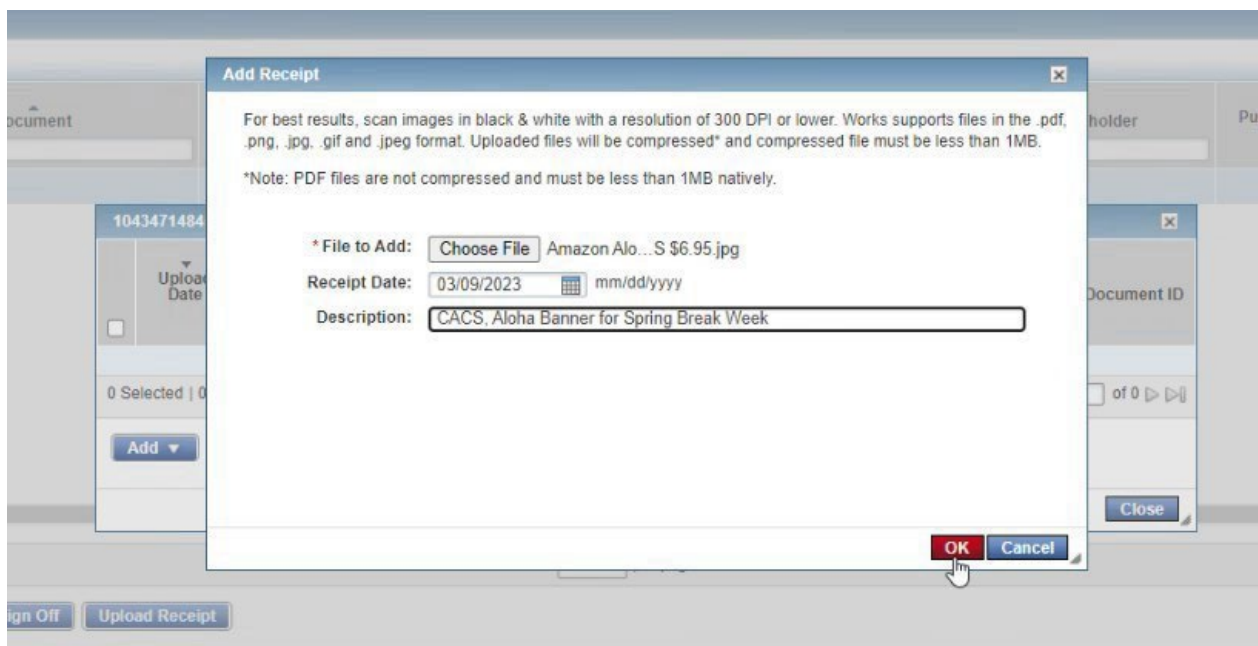 Add Receipt
For best results, scan images in black & white with a resolution of 300 DPI or lower. Works supports files in the .pdf,
.png, .jpg, .gif and .jpeg format. Uploaded files will be compressed* and compressed file must be less than 1MB.
*Note: PDF files are not compressed and must be less than 1MB natively.
*File to Add: Choose File Amazon Alo...S $6.95.jpg
Receipt Date: 03/09/2023 mm/dd/yyyy
Description: CACS, Aloha Banner for Spring Break Week
OK Cancel
ocument
holder
Pu
1043471484
Uploa
Date
Document ID
0 Selected | 0
of 0
Add
Close
ign Off Upload Receipt